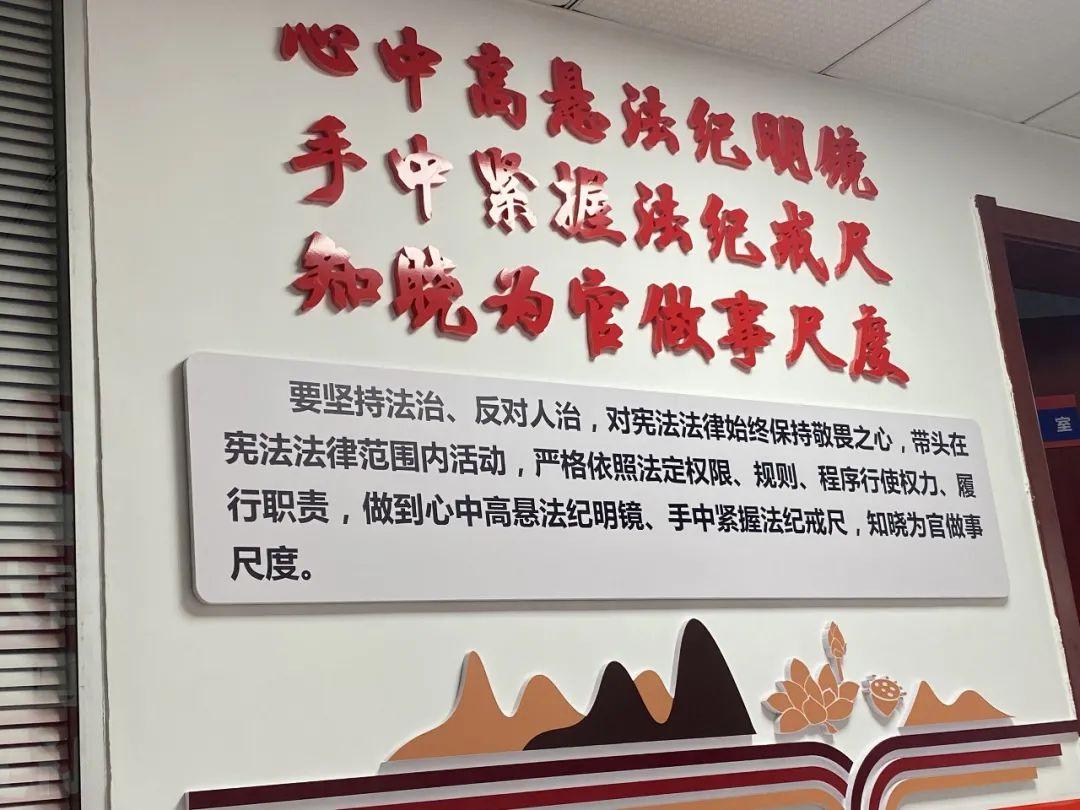 心中高悬法纪明镜
手中紧握法纪戒尺
知晓为官做事尺度
要坚持法治、反对人治，对宪法法律始终保持敬畏之心，带头在
宪法法律范围内活动，严格依照法定权限、规则、程序行使权力、履
行职责，做到心中高悬法纪明镜、手中紧握法纪戒尺，知晓为官做事
尺度。
室